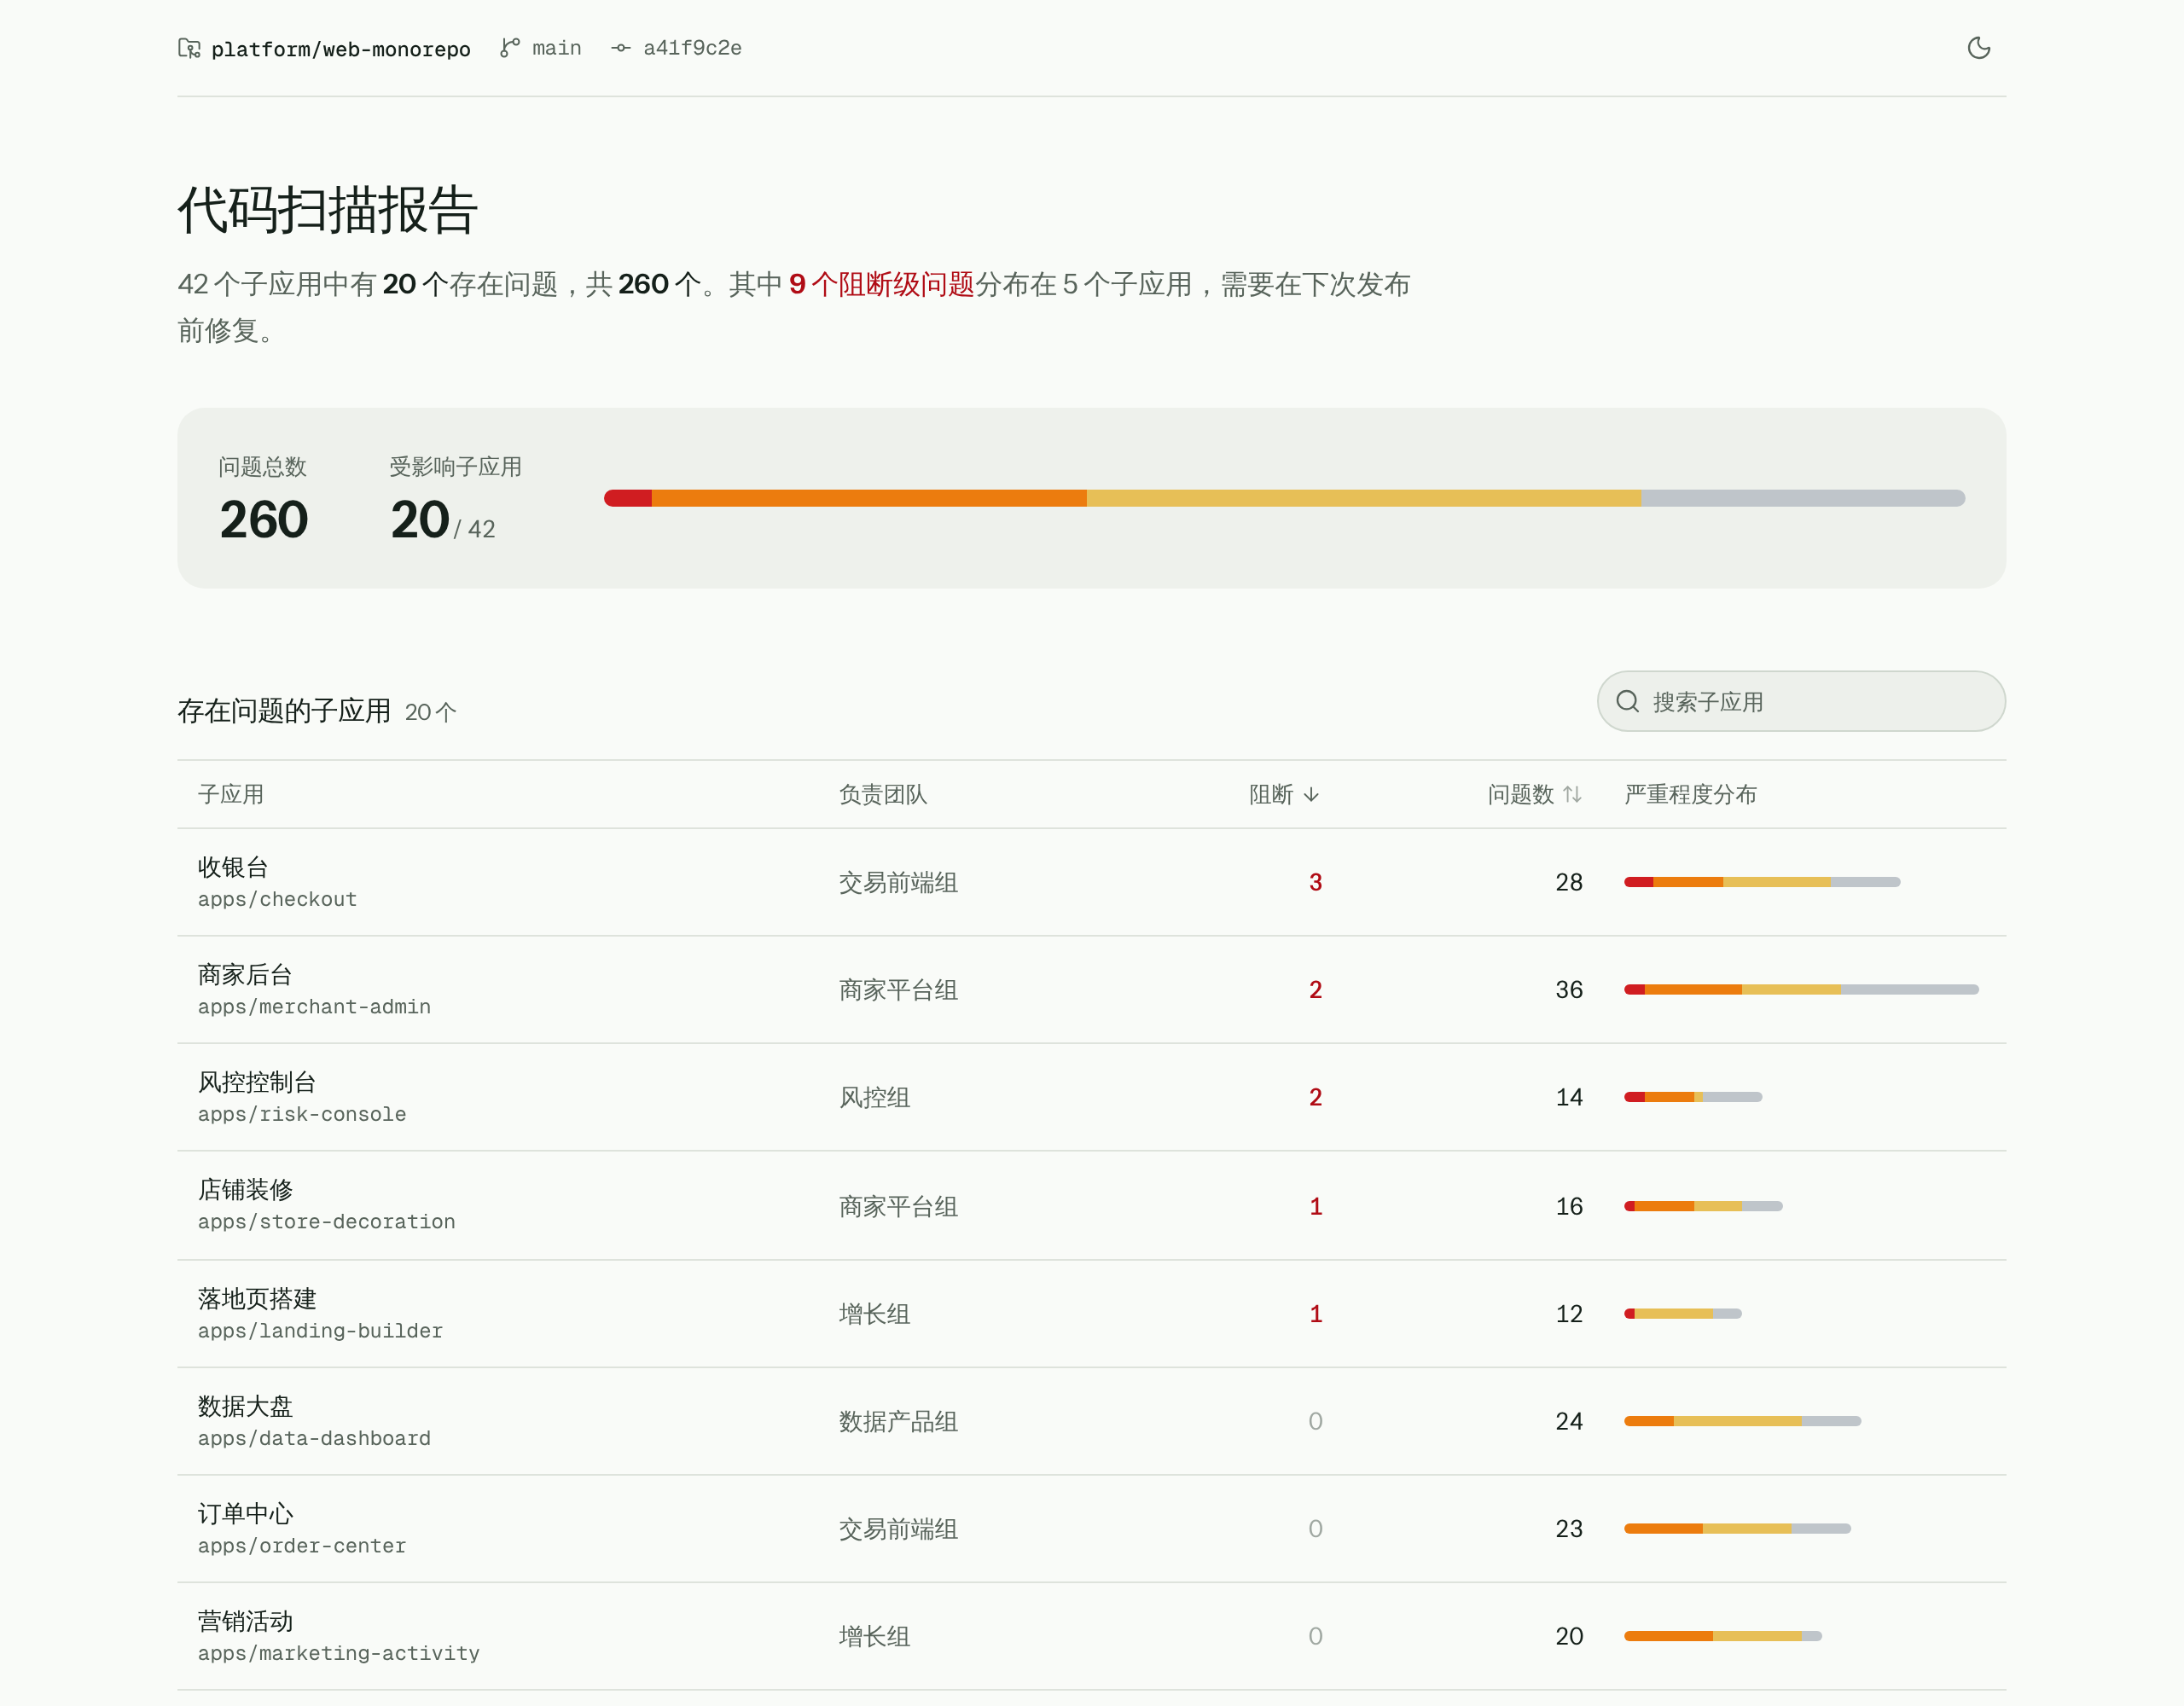 platform/web-monorepo main a41f9c2e
代码扫描报告
42 个子应用中有 20 个存在问题，共 260 个。其中 9 个阻断级问题分布在 5 个子应用，需要在下次发布
前修复。
问题总数 受影响子应用
260 20 / 42
存在问题的子应用 20 个 搜索子应用
子应用 负责团队 阻断 问题数 严重程度分布
收银台
apps/checkout 交易前端组 3 28
商家后台
apps/merchant-admin 商家平台组 2 36
风控控制台
apps/risk-console 风控组 2 14
店铺装修
apps/store-decoration 商家平台组 1 16
落地页搭建
apps/landing-builder 增长组 1 12
数据大盘
apps/data-dashboard 数据产品组 0 24
订单中心
apps/order-center 交易前端组 0 23
营销活动
apps/marketing-activity 增长组 0 20